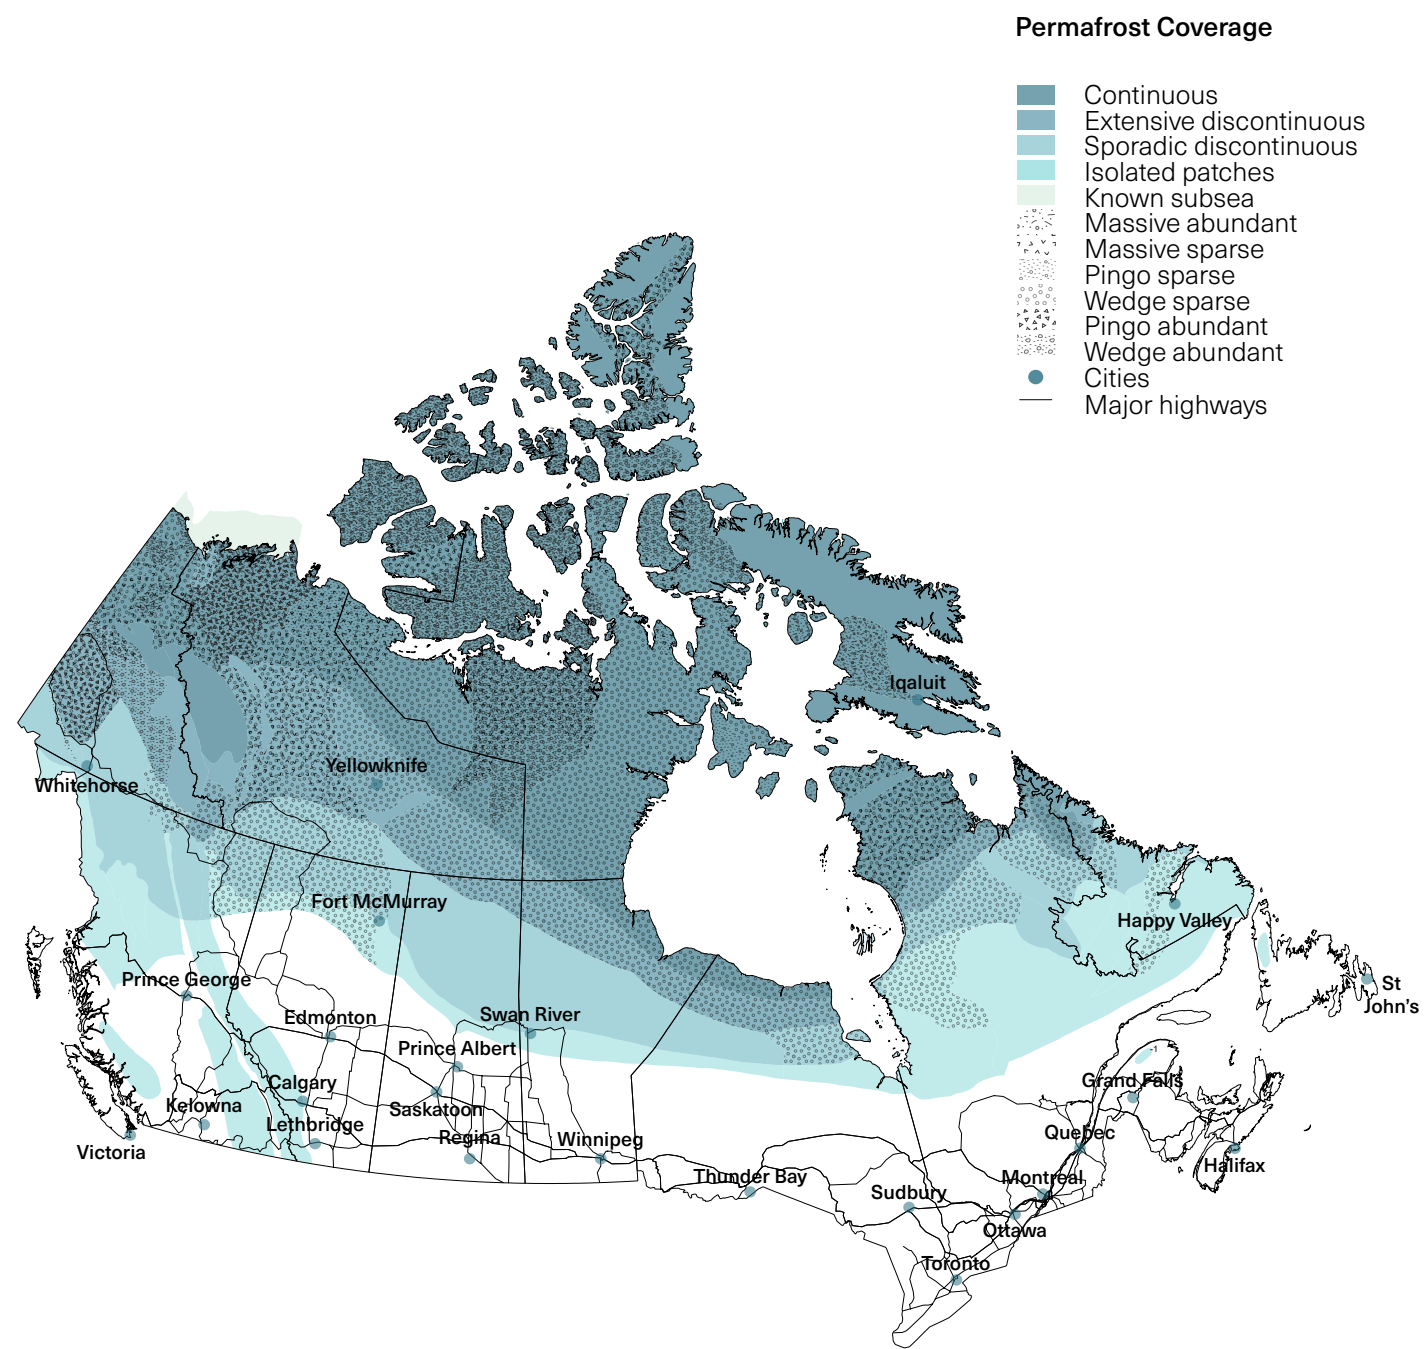 Permafrost Coverage
Continuous
Extensive discontinuous
Sporadic discontinuous
Isolated patches
Known subsea
Massive abundant
Massive sparse
Pingo sparse
Wedge sparse
Pingo abundant
Wedge abundant
Cities
Major highways
Iqaluit
Yellowknife
Whitehorse
Fort McMurray
Happy Valley
Prince George
St
John's
Edmonton
Swan River
Prince Albert
-1
Grand Falls
Calgary
Kelowna
Saskatoon
Lethbridge
Quebec
Regina
Winnipeg
Victoria
Halifax
Thunder Bay
Montreal
Sudbury
Ottawa
Toronto